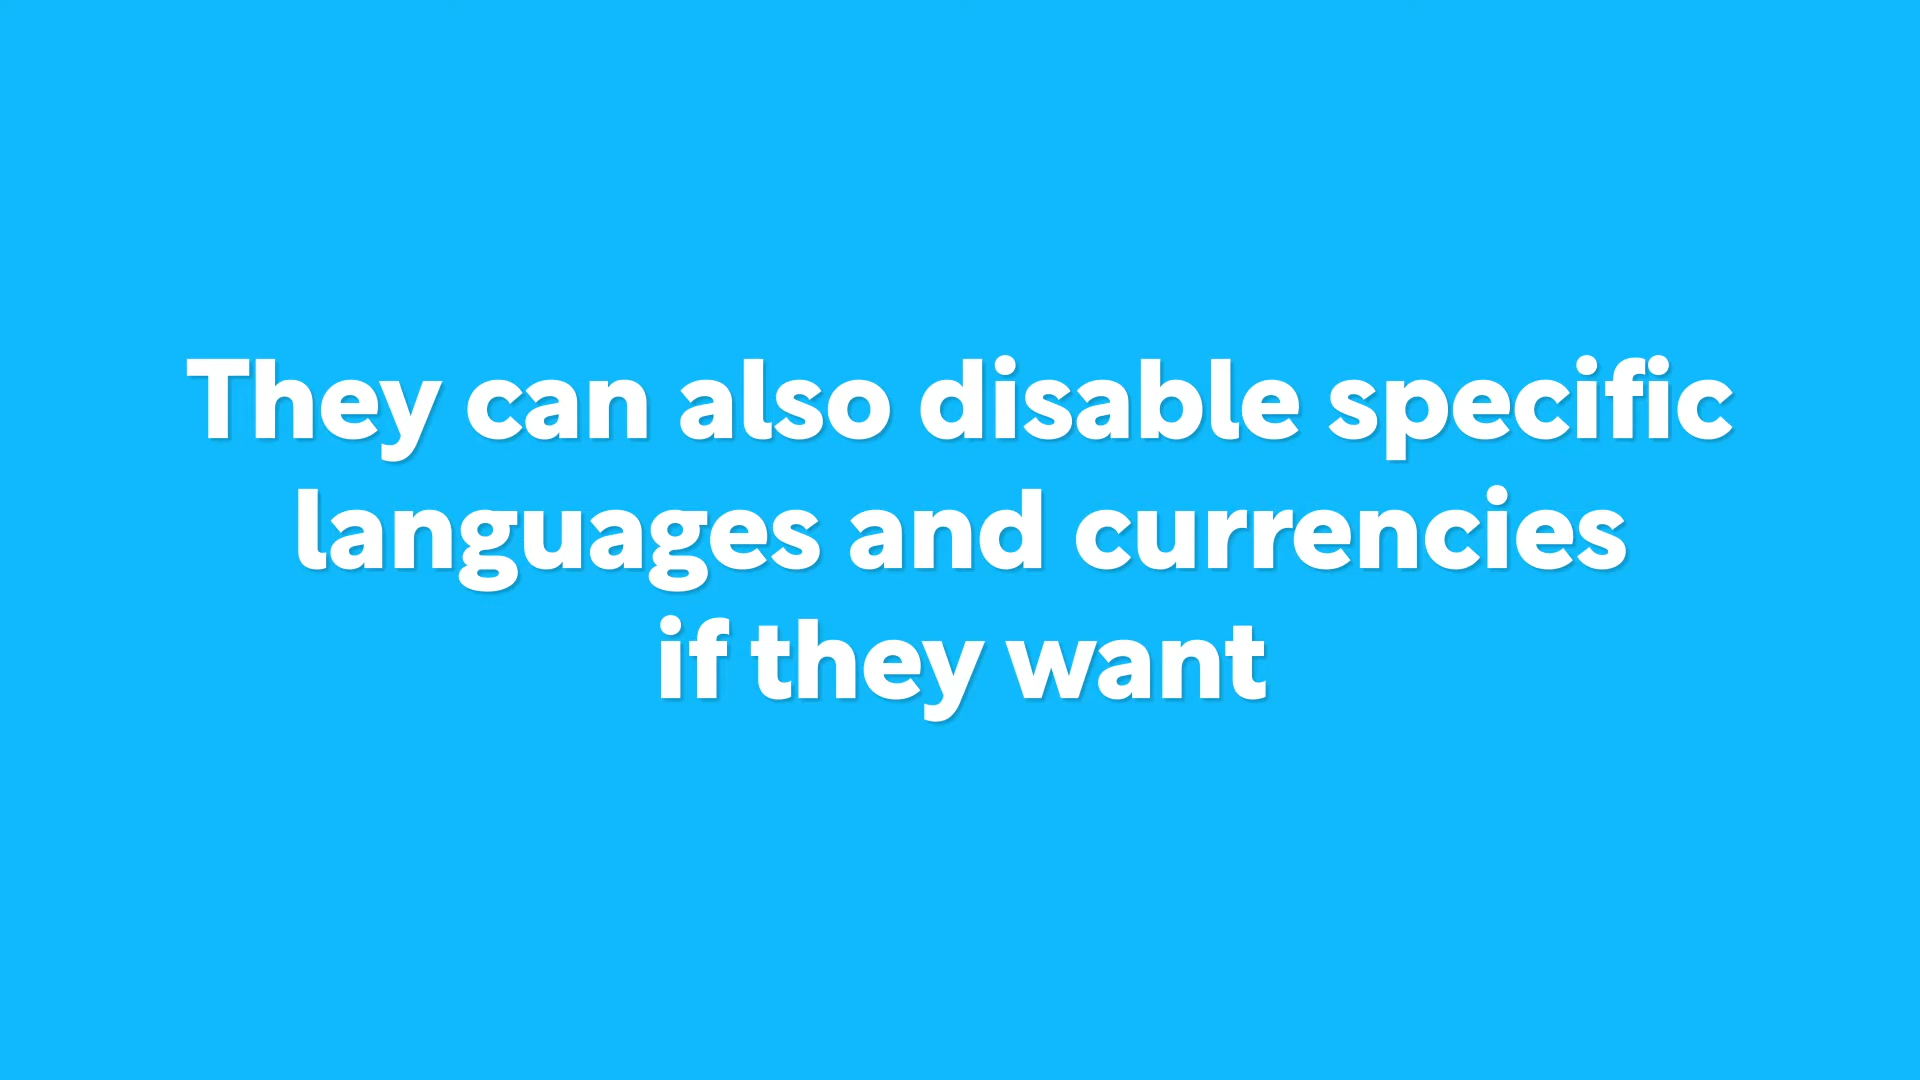 They can also disable specific
languages and currencies
if they want